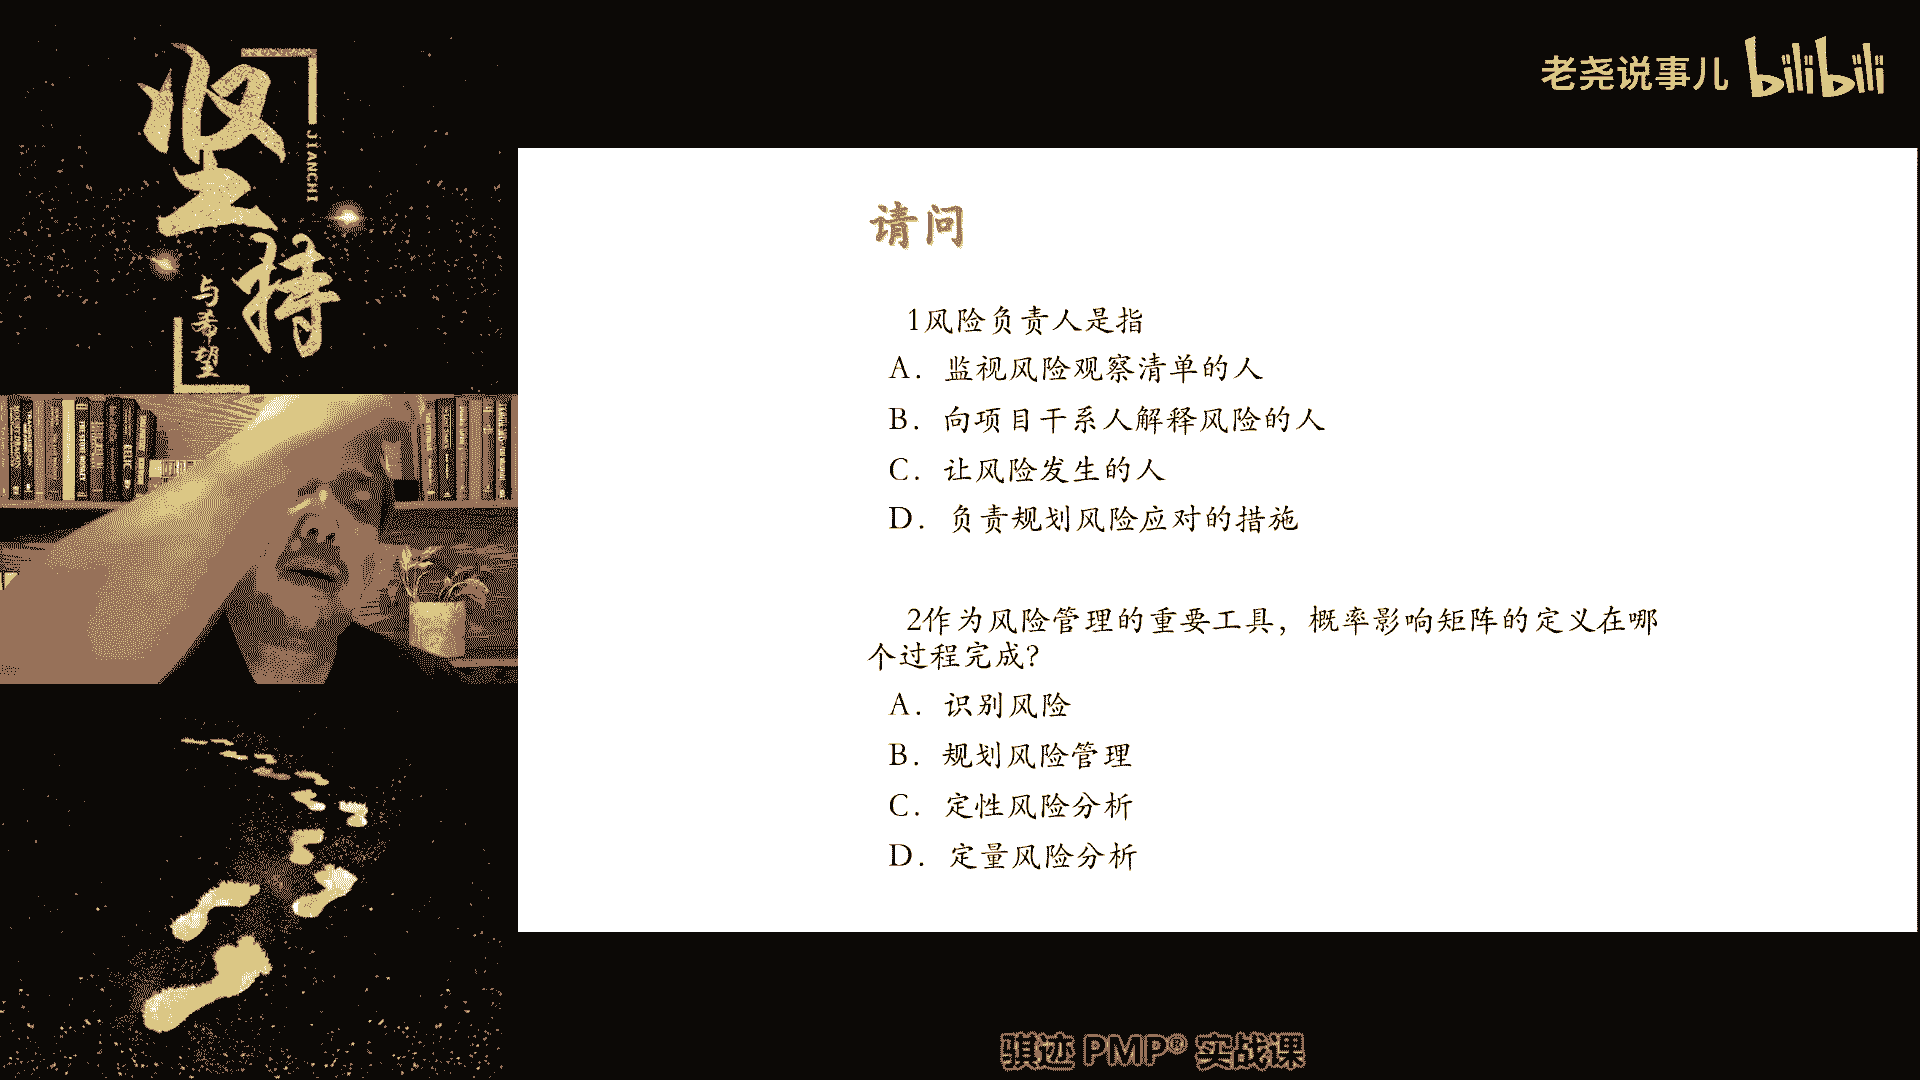 坚持
JIANCHI
与希望
老尧说事儿 bilibili
请问
1风险负责人是指
A. 监视风险观察清单的人
B. 向项目干系人解释风险的人
C. 让风险发生的人
D. 负责规划风险应对的措施
2作为风险管理的重要工具，概率影响矩阵的定义在哪
个过程完成?
A. 识别风险
B. 规划风险管理
C. 定性风险分析
D. 定量风险分析
骐迹 PMP® 实战课